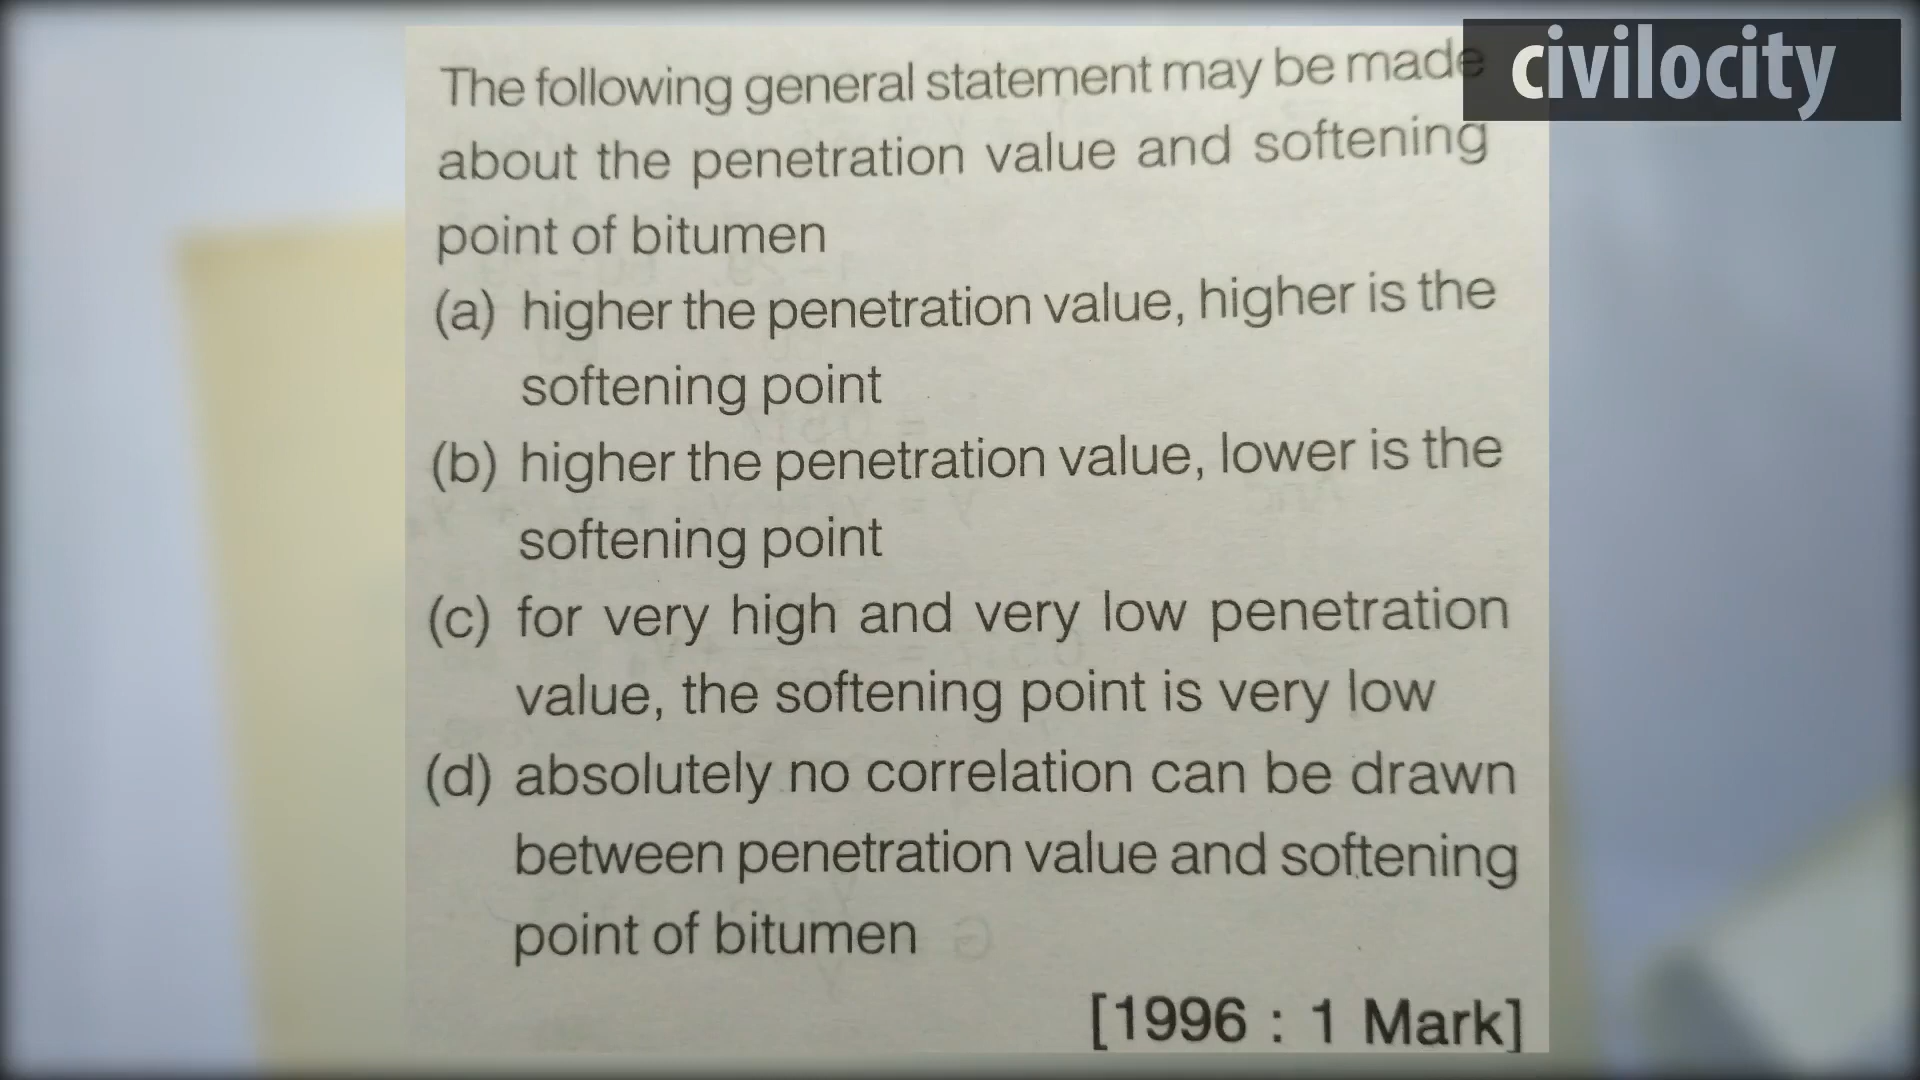 civilocity
The following general statement may be made
about the penetration value and softening
point of bitumen
(a) higher the penetration value, higher is the
softening point
(b) higher the penetration value, lower is the
softening point
(c) for very high and very low penetration
value, the softening point is very low
(d) absolutely no correlation can be drawn
between penetration value and softening
point of bitumen
[1996 : 1 Mark]